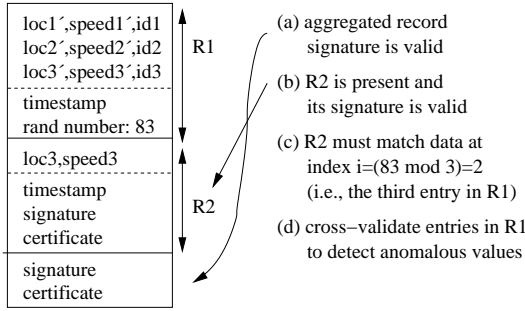 loc1´,speed1´,id1
loc2´,speed2´,id2
loc3´,speed3´,id3
timestamp
rand number: 83
R1
loc3,speed3
timestamp
signature
certificate
R2
signature
certificate
(a) aggregated record
signature is valid
(b) R2 is present and
its signature is valid
(c) R2 must match data at
index i=(83 mod 3)=2
(i.e., the third entry in R1)
(d) cross−validate entries in R1
to detect anomalous values